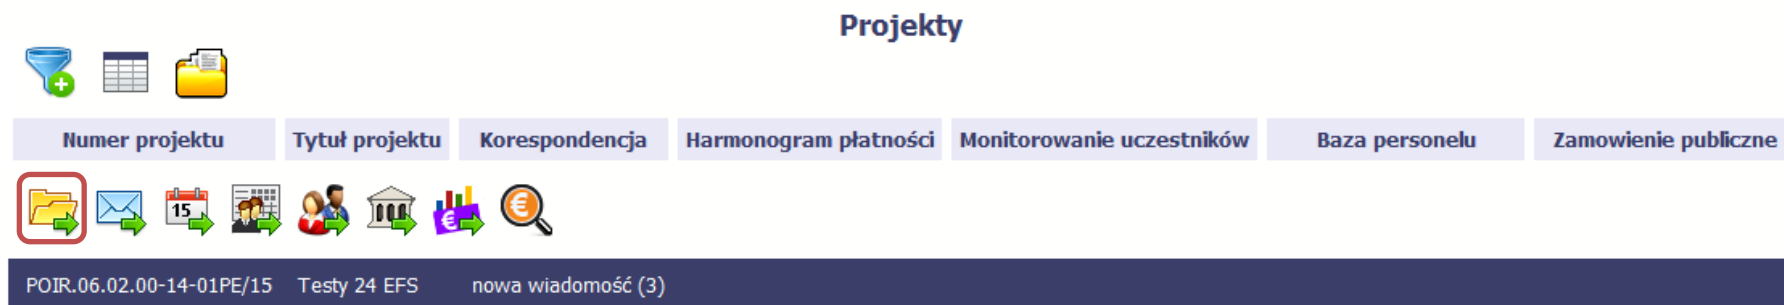 Projekty
Numer projektu Tytuł projektu Korespondencja Harmonogram płatności Monitorowanie uczestników Baza personelu Zamowienie publiczne
15
POIR.06.02.00-14-01PE/15 Testy 24 EFS nowa wiadomość (3)